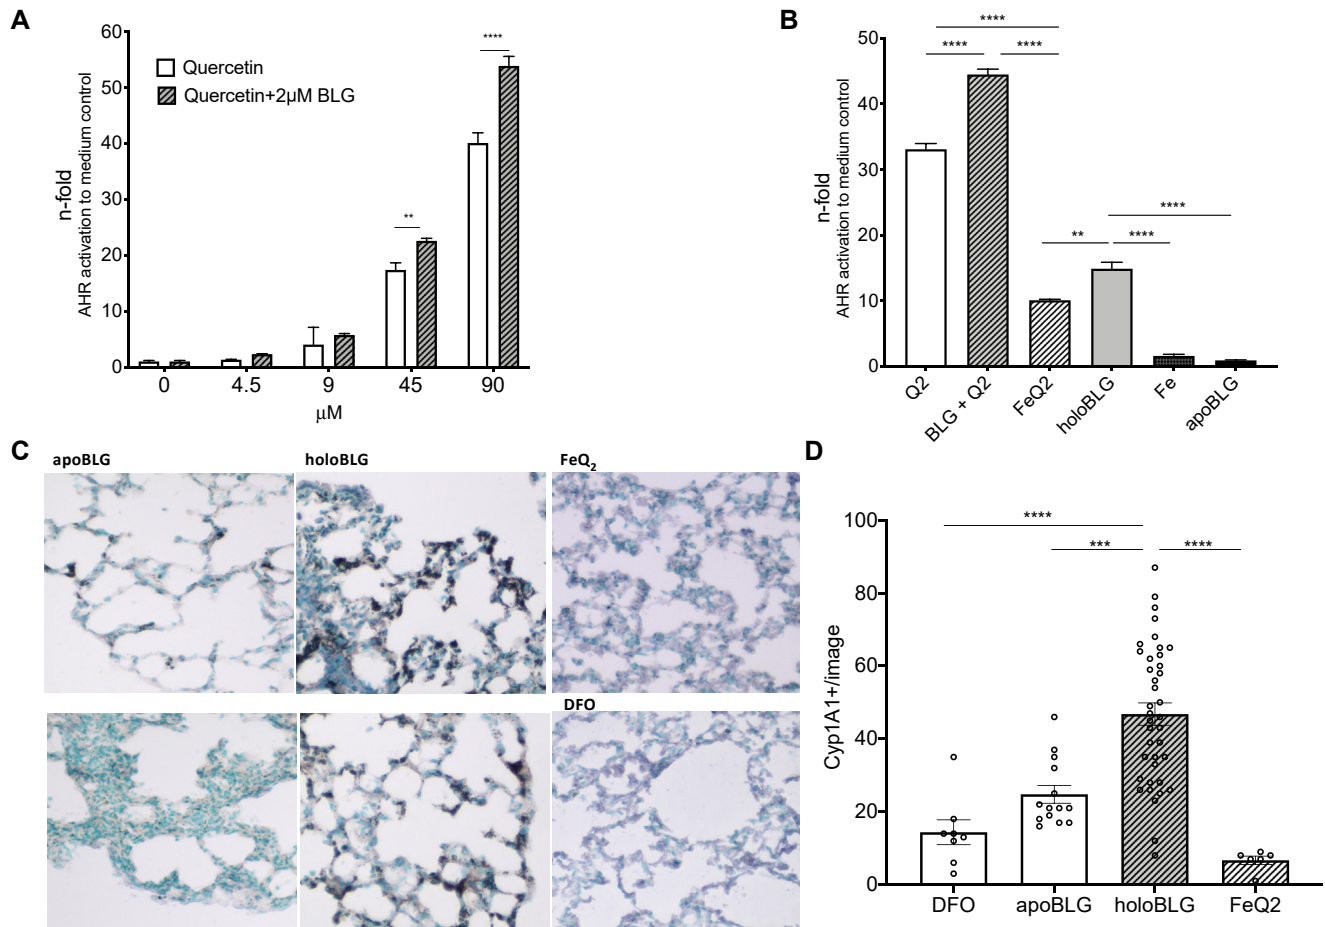 A
n-fold
AHR activation to medium control
60
50
40
30
20
10
0
Quercetin
Quercetin+2µM BLG
**
****
0 4.5 9 45 90
µM
B
n-fold
AHR activation to medium control
50
40
30
20
10
0
****
**** ****
****
** ****
Q2
BLG + Q2
FeQ2
holoBLG
Fe
apoBLG
C
apoBLG holoBLG FeQ2
DFO
D
Cyp1A1+/image
100
80
60
40
20
0
****
*** ****
DFO apoBLG holoBLG FeQ2